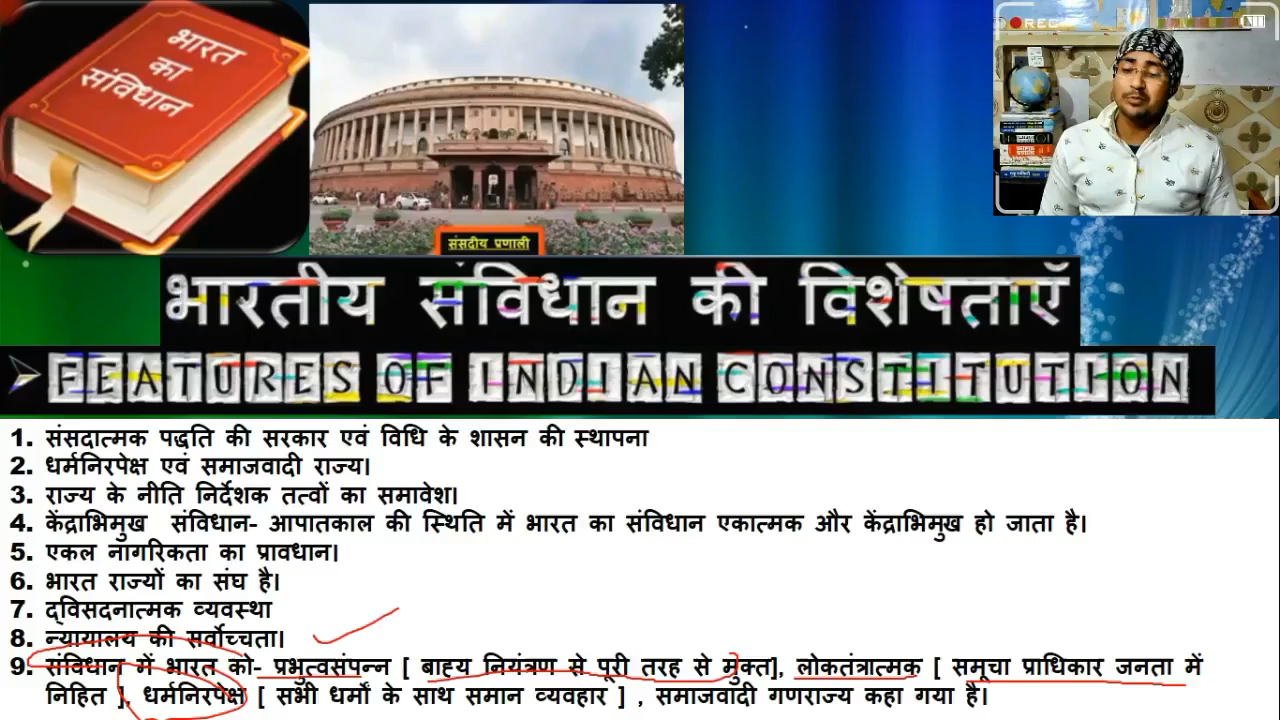 भारत
का
संविधान
REC
संसदीय प्रणाली
भारतीय संविधान की विशेषताएँ
FEATURES OF INDIAN CONSTITUTION
1. संसदात्मक पद्धति की सरकार एवं विधि के शासन की स्थापना
2. धर्मनिरपेक्ष एवं समाजवादी राज्य।
3. राज्य के नीति निर्देशक तत्वों का समावेश।
4. केंद्राभिमुख संविधान- आपातकाल की स्थिति में भारत का संविधान एकात्मक और केंद्राभिमुख हो जाता है।
5. एकल नागरिकता का प्रावधान।
6. भारत राज्यों का संघ है।
7. द्विसदनात्मक व्यवस्था
8. न्यायालय की सर्वोच्चता।
9. संविधान में भारत को- प्रभुत्वसंपन्न [ बाह्य नियंत्रण से पूरी तरह से मुक्त], लोकतंत्रात्मक [ समूचा प्राधिकार जनता में
निहित ], धर्मनिरपेक्ष [ सभी धर्मों के साथ समान व्यवहार ] , समाजवादी गणराज्य कहा गया है।